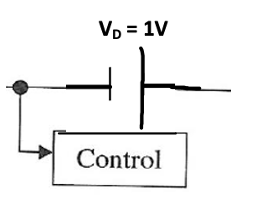 V_D = 1V
Control